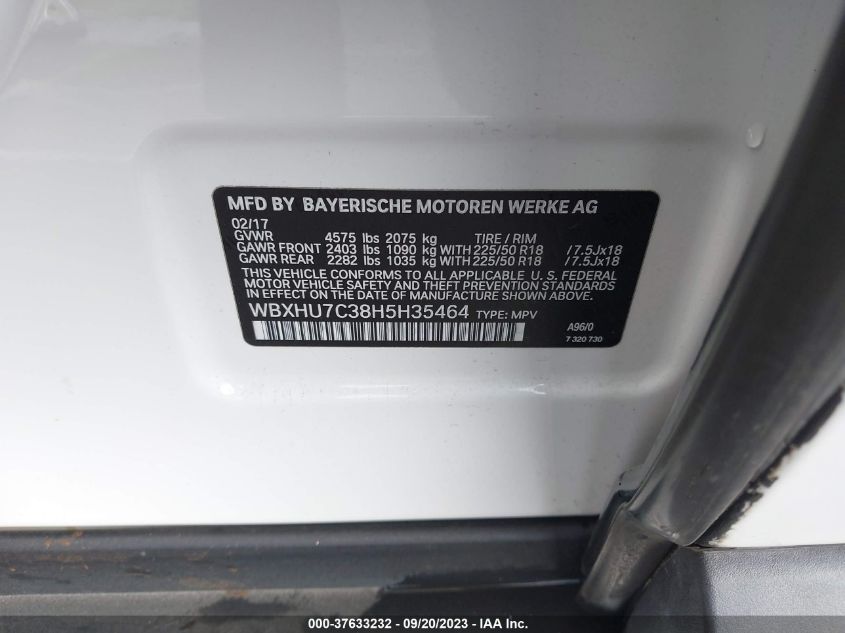 MFD BY BAYERISCHE MOTOREN WERKE AG
02/17
GVWR 4575 lbs 2075 kg TIRE / RIM
GAWR FRONT 2403 lbs 1090 kg WITH 225/50 R18 /7.5Jx18
GAWR REAR 2282 lbs 1035 kg WITH 225/50 R18 /7.5Jx18
THIS VEHICLE CONFORMS TO ALL APPLICABLE U. S. FEDERAL
MOTOR VEHICLE SAFETY AND THEFT PREVENTION
STANDARDS IN EFFECT ON THE DATE OF MANUFACTURE SHOWN ABOVE.
WBXHU7C38H5H35464 TYPE: MPV
A96/0
7 320 730
000-37633232 - 09/20/2023 - IAA Inc.